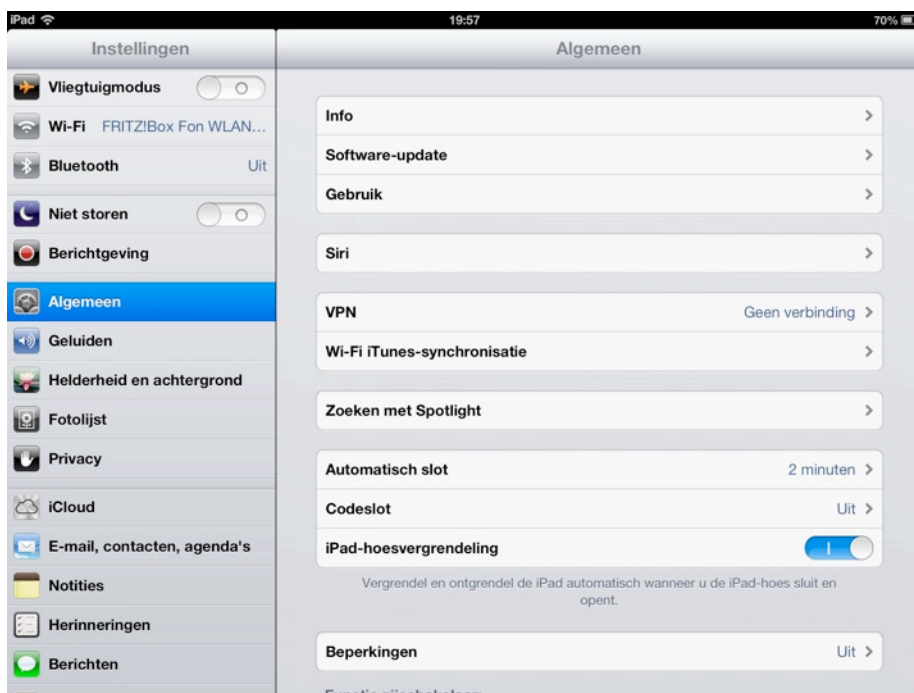 iPad 19:57 70%
Instellingen
Algemeen
Vliegtuigmodus
Wi-Fi FRITZ!Box Fon WLAN...
Bluetooth Uit
Niet storen
Berichtgeving
Algemeen
Geluiden
Helderheid en achtergrond
Fotolijst
Privacy
iCloud
E-mail, contacten, agenda's
Notities
Herinneringen
Berichten
Info
Software-update
Gebruik
Siri
VPN Geen verbinding
Wi-Fi iTunes-synchronisatie
Zoeken met Spotlight
Automatisch slot 2 minuten
Codeslot Uit
iPad-hoesvergrendeling
Vergrendel en ontgrendel de iPad automatisch wanneer u de iPad-hoes sluit en
opent.
Beperkingen Uit